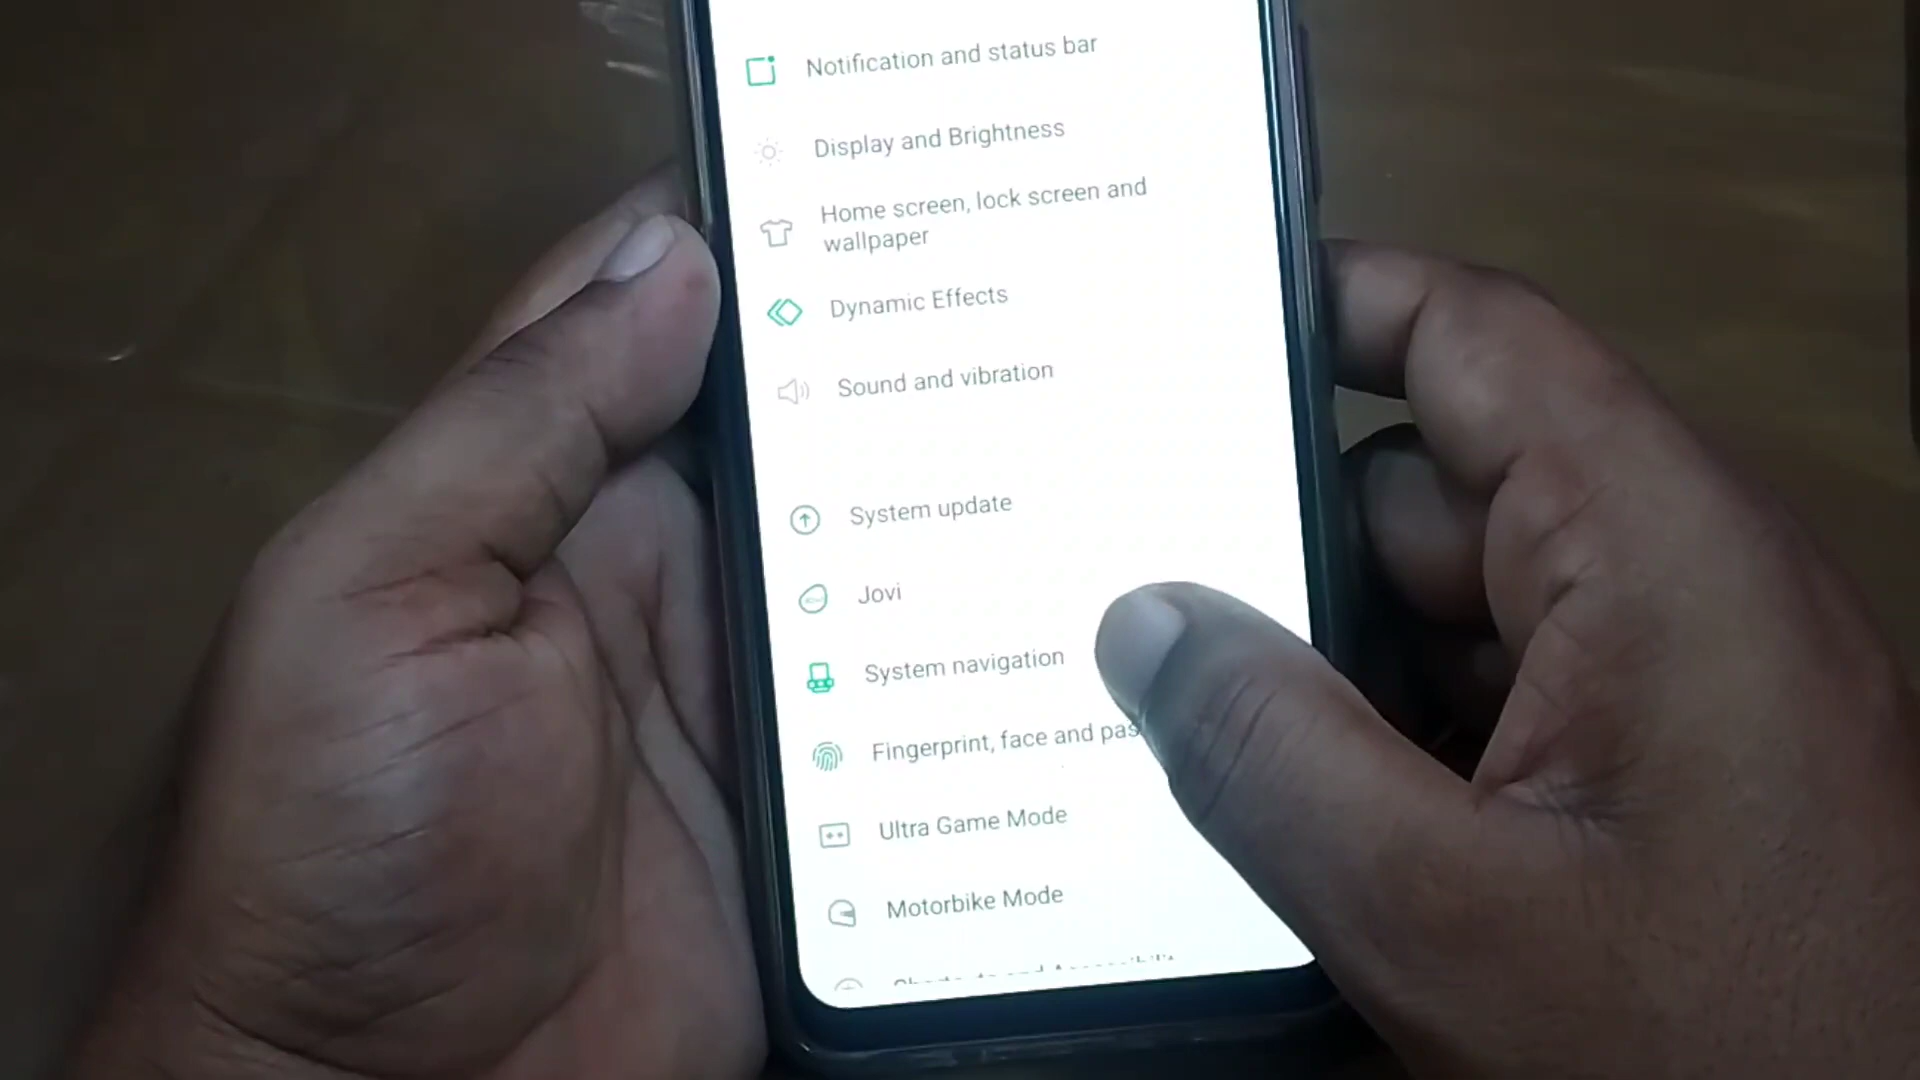 Notification and status bar
Display and Brightness
Home screen, lock screen and
wallpaper
Dynamic Effects
Sound and vibration
System update
Jovi
System navigation
Fingerprint, face and
Ultra Game Mode
Motorbike Mode